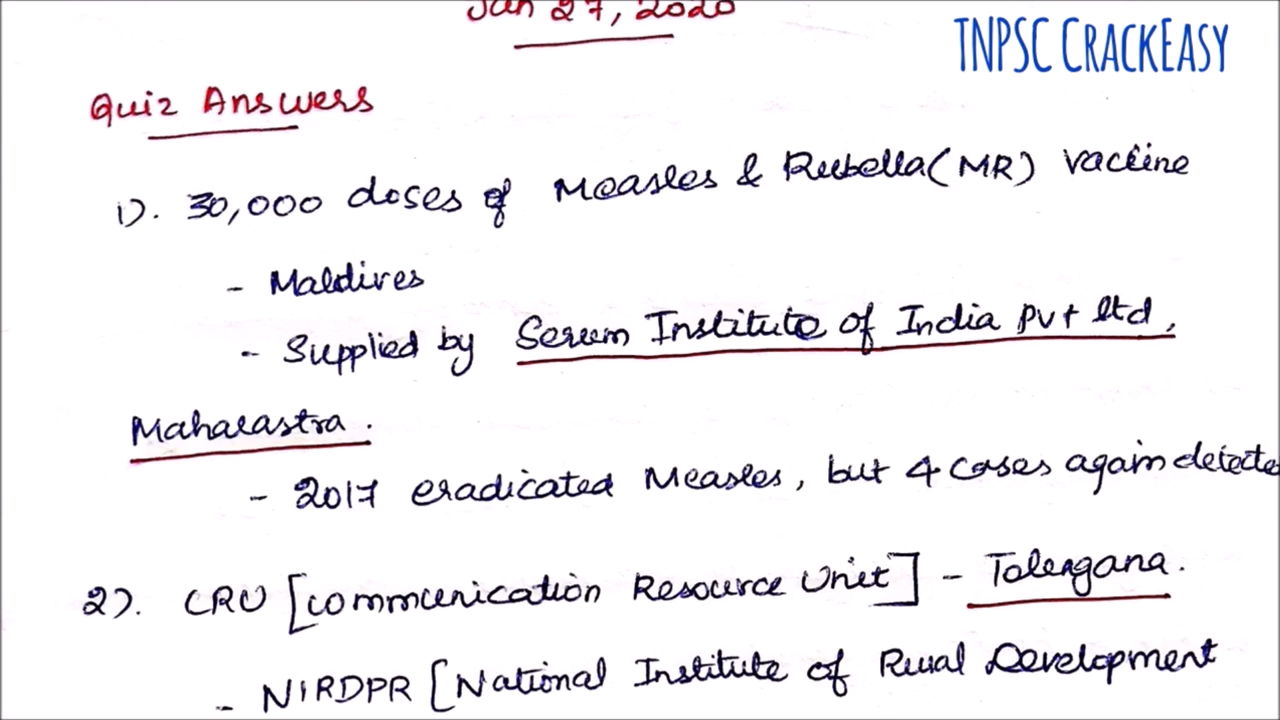 Jan 27, 2020
TNPSC CRACKEASY
Quiz Answers
1). 30,000 doses of Measles & Rubella (MR) vaccine
- Maldives
- Supplied by Serum Institute of India Pvt ltd,
Maharastra.
- 2017 eradicated Measles, but 4 cases again detecte
2). CRU [communication Resource Unit] - Telengana.
- NIRDPR [National Institute of Rural Development